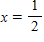 x = 1/2